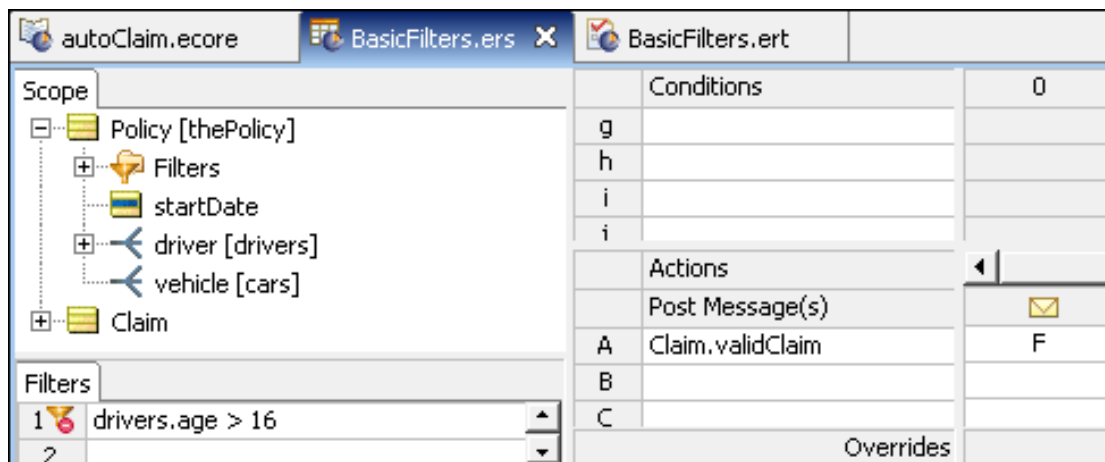 autoClaim.ecore BasicFilters.ers BasicFilters.ert
Scope
Policy [thePolicy]
Filters
startDate
driver [drivers]
vehicle [cars]
Claim
Filters
1 drivers.age > 16
2
Conditions 0
g
h
i
j
Actions
Post Message(s)
A Claim.validClaim F
B
C
Overrides